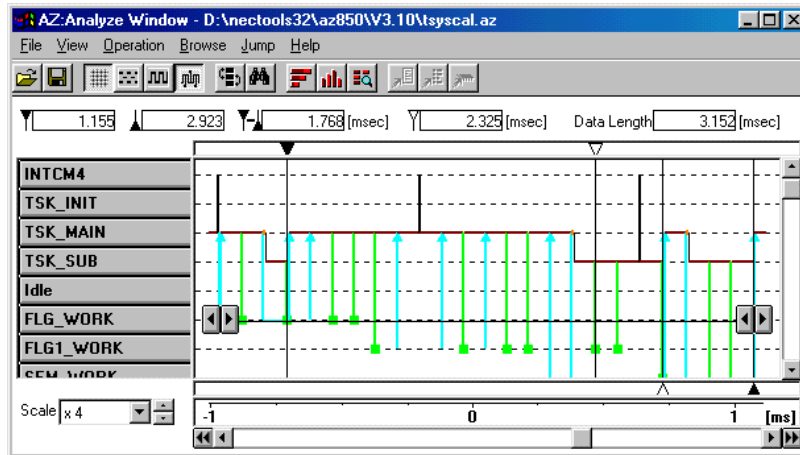 AZ:Analyze Window - D:\nectools32\az850\V3.10\tsyscal.az
File View Operation Browse Jump Help
1.155 2.923 1.768 [msec] 2.325 [msec] Data Length 3.152 [msec]
INTCM4
TSK_INIT
TSK_MAIN
TSK_SUB
Idle
FLG_WORK
FLG1_WORK
SEM_WORK
Scale x 4 -1 0 1 [ms]